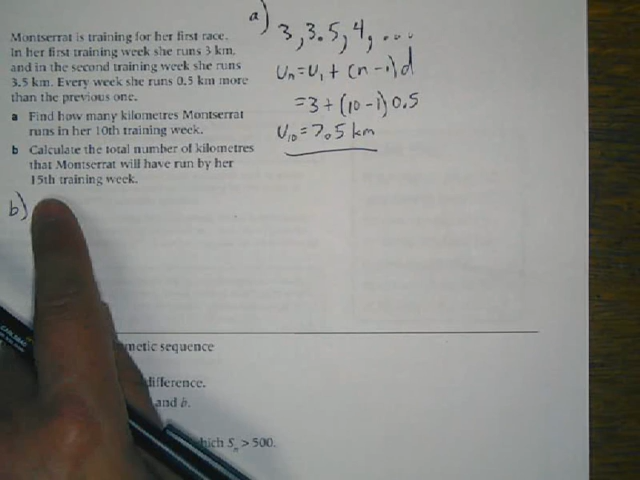 a)
3, 3.5, 4, ...
Montserrat is training for her first race.
In her first training week she runs 3 km,
and in the second training week she runs
3.5 km. Every week she runs 0.5 km more
than the previous one.
a Find how many kilometres Montserrat
runs in her 10th training week.
b Calculate the total number of kilometres
that Montserrat will have run by her
15th training week.
Un = U1 + (n-1)d
= 3 + (10-1)0.5
U10 = 7.5 km
b)
metic sequence
difference.
and b.
hich Sn > 500.